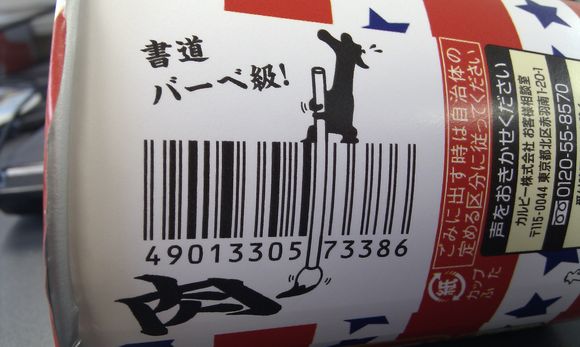 書道
バーベ級!
4901330573386
肉
ごみに出す時は自治体の
定める区分に従ってください
紙
カップ
ふた
声をおきかせください
カルビー株式会社 お客様相談室
〒115-0044 東京都北区赤羽南1-20-1
0120-55-8570